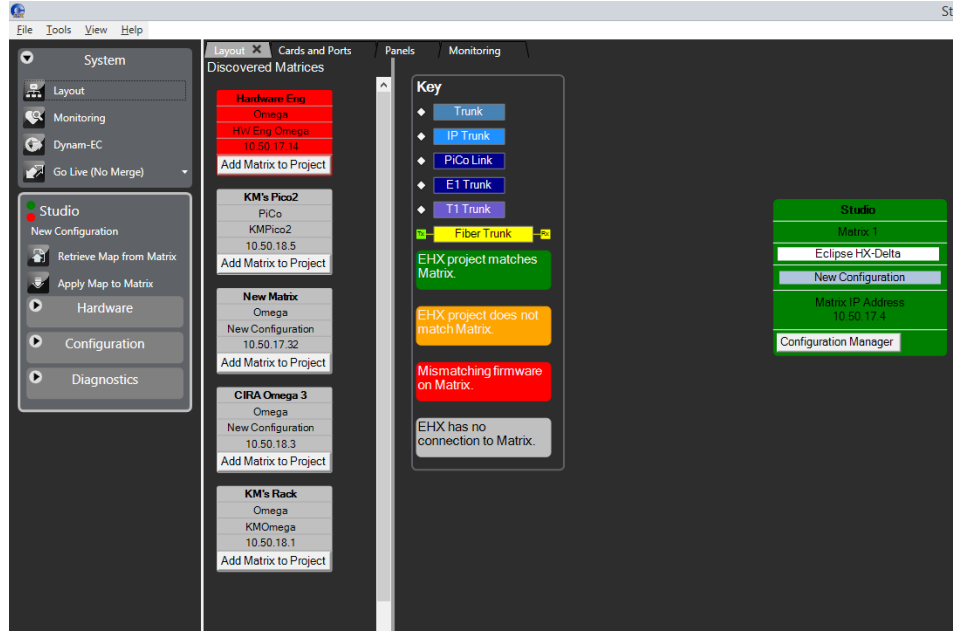 St
File Tools View Help
System
Layout
Monitoring
Dynam-EC
Go Live (No Merge)
Studio
New Configuration
Retrieve Map from Matrix
Apply Map to Matrix
Hardware
Configuration
Diagnostics
Layout X Cards and Ports Panels Monitoring
Discovered Matrices
Hardware Eng
Omega
HW Eng Omega
10.50.17.14
Add Matrix to Project
KM's Pico2
PiCo
KMPico2
10.50.18.5
Add Matrix to Project
New Matrix
Omega
New Configuration
10.50.17.32
Add Matrix to Project
CIRA Omega 3
Omega
New Configuration
10.50.18.3
Add Matrix to Project
KM's Rack
Omega
KMOmega
10.50.18.1
Add Matrix to Project
Key
Trunk
IP Trunk
PiCo Link
E1 Trunk
T1 Trunk
Tx Fiber Trunk Rx
EHX project matches
Matrix.
EHX project does not
match Matrix.
Mismatching firmware
on Matrix.
EHX has no
connection to Matrix.
Studio
Matrix 1
Eclipse HX-Delta
New Configuration
Matrix IP Address
10.50.17.4
Configuration Manager